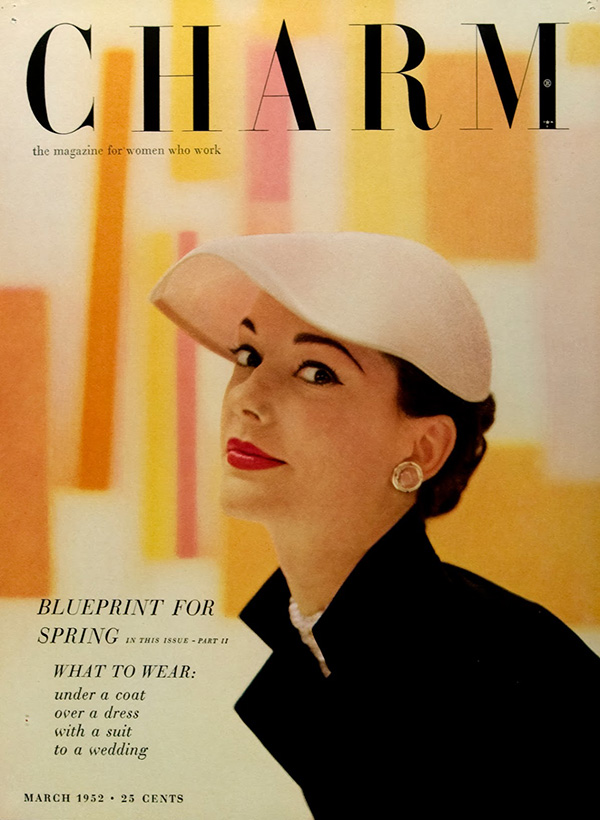 CHARM®
the magazine for women who work
BLUEPRINT FOR
SPRING IN THIS ISSUE - PART II
WHAT TO WEAR:
under a coat
over a dress
with a suit
to a wedding
MARCH 1952 • 25 CENTS